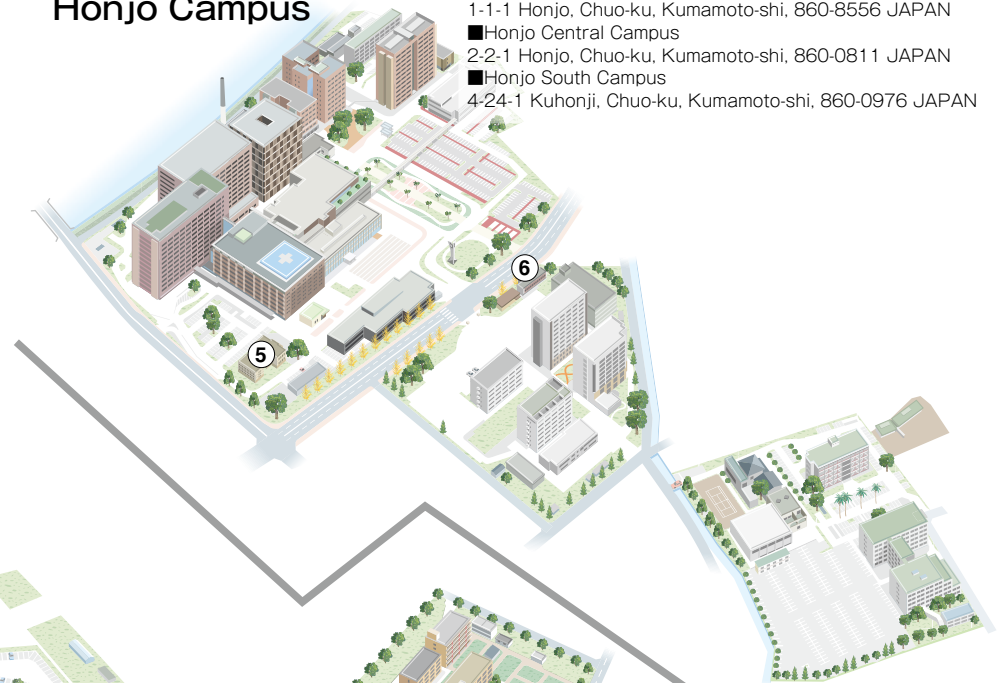 Honjo Campus
1-1-1 Honjo, Chuo-ku, Kumamoto-shi, 860-8556 JAPAN
■Honjo Central Campus
2-2-1 Honjo, Chuo-ku, Kumamoto-shi, 860-0811 JAPAN
■Honjo South Campus
4-24-1 Kuhonji, Chuo-ku, Kumamoto-shi, 860-0976 JAPAN
6
5